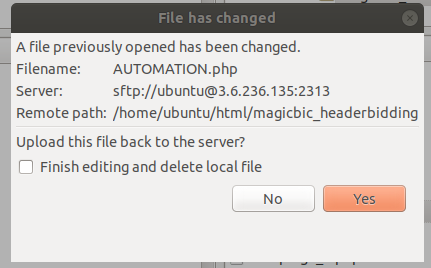 File has changed
A file previously opened has been changed.
Filename: AUTOMATION.php
Server: sftp://ubuntu@3.6.236.135:2313
Remote path: /home/ubuntu/html/magicbic_headerbidding
Upload this file back to the server?
Finish editing and delete local file
No Yes